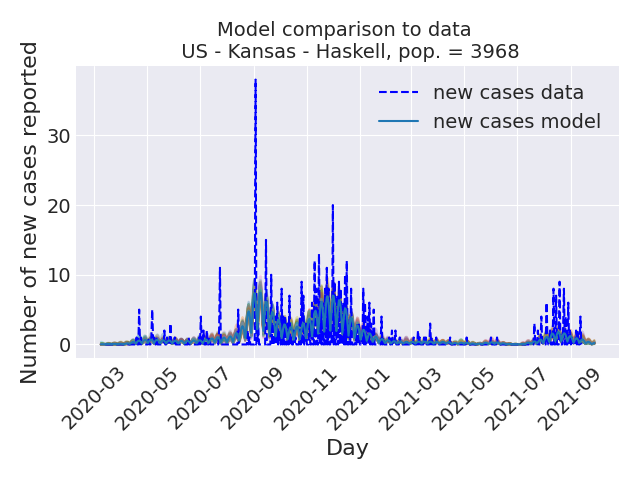 Model comparison to data
US - Kansas - Haskell, pop. = 3968
Number of new cases reported
new cases data
new cases model
30
20
10
0
2020-03
2020-05
2020-07
2020-09
2020-11
2021-01
2021-03
2021-05
2021-07
2021-09
Day